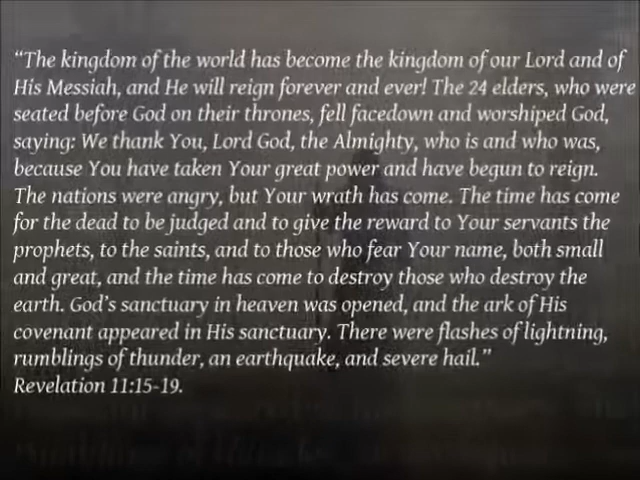 “The kingdom of the world has become the kingdom of our Lord and of
His Messiah, and He will reign forever and ever! The 24 elders, who were
seated before God on their thrones, fell facedown and worshiped God,
saying: We thank You, Lord God, the Almighty, who is and who was,
because You have taken Your great power and have begun to reign.
The nations were angry, but Your wrath has come. The time has come
for the dead to be judged and to give the reward to Your servants the
prophets, to the saints, and to those who fear Your name, both small
and great, and the time has come to destroy those who destroy the
earth. God’s sanctuary in heaven was opened, and the ark of His
covenant appeared in His sanctuary. There were flashes of lightning,
rumblings of thunder, an earthquake, and severe hail.”
Revelation 11:15-19.